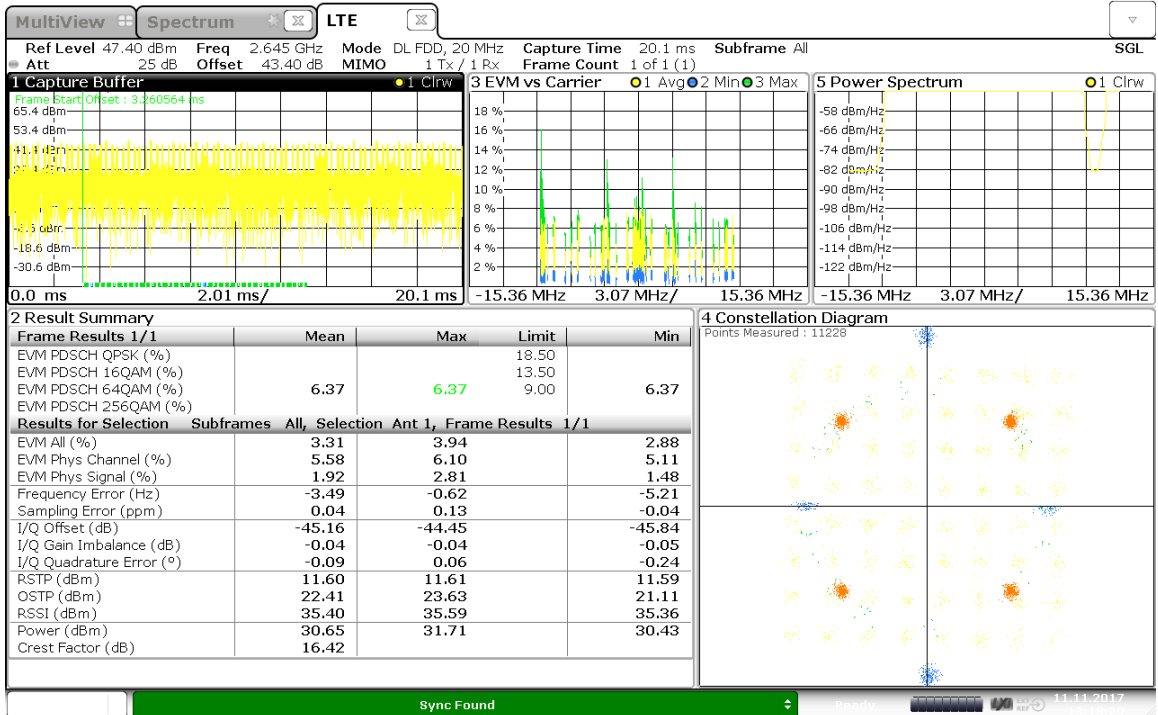 MultiView Spectrum LTE
Ref Level 47.40 dBm Freq 2.645 GHz Mode DL FDD, 20 MHz Capture Time 20.1 ms Subframe All SGL
Att 25 dB Offset 43.40 dB MIMO 1 Tx / 1 Rx Frame Count 1 of 1 (1)
1 Capture Buffer 1 Clrw
Frame Start Offset : 3.260564 ms
65.4 dBm
53.4 dBm
41.4 dBm
-18.6 dBm
-30.6 dBm
0.0 ms 2.01 ms/ 20.1 ms
3 EVM vs Carrier 1 Avg 2 Min 3 Max
18 %
16 %
14 %
12 %
10 %
8 %
6 %
4 %
2 %
-15.36 MHz 3.07 MHz/ 15.36 MHz
5 Power Spectrum 1 Clrw
-58 dBm/Hz
-66 dBm/Hz
-74 dBm/Hz
-82 dBm/Hz
-90 dBm/Hz
-98 dBm/Hz
-106 dBm/Hz
-114 dBm/Hz
-122 dBm/Hz
-15.36 MHz 3.07 MHz/ 15.36 MHz
2 Result Summary
Frame Results 1/1 Mean Max Limit Min
EVM PDSCH QPSK (%) 18.50
EVM PDSCH 16QAM (%) 13.50
EVM PDSCH 64QAM (%) 6.37 6.37 9.00 6.37
EVM PDSCH 256QAM (%)
Results for Selection Subframes All, Selection Ant 1, Frame Results 1/1
EVM All (%) 3.31 3.94 2.88
EVM Phys Channel (%) 5.58 6.10 5.11
EVM Phys Signal (%) 1.92 2.81 1.48
Frequency Error (Hz) -3.49 -0.62 -5.21
Sampling Error (ppm) 0.04 0.13 -0.04
I/Q Offset (dB) -45.16 -44.45 -45.84
I/Q Gain Imbalance (dB) -0.04 -0.04 -0.05
I/Q Quadrature Error (°) -0.09 0.06 -0.24
RSTP (dBm) 11.60 11.61 11.59
OSTP (dBm) 22.41 23.63 21.11
RSSI (dBm) 35.40 35.59 35.36
Power (dBm) 30.65 31.71 30.43
Crest Factor (dB) 16.42
4 Constellation Diagram
Points Measured : 11228
Sync Found
Ready LXI EXT REF 11.11.2017